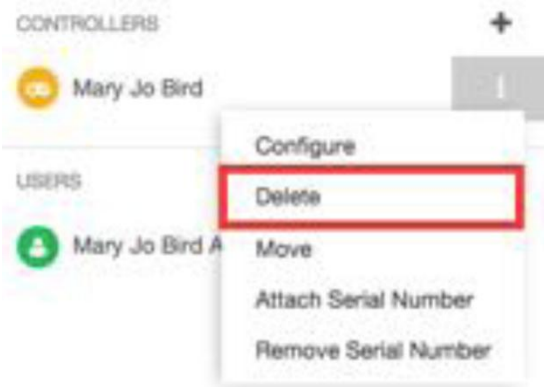 CONTROLLERS +
Mary Jo Bird
Configure
USERS
Delete
Mary Jo Bird A
Move
Attach Serial Number
Remove Serial Number